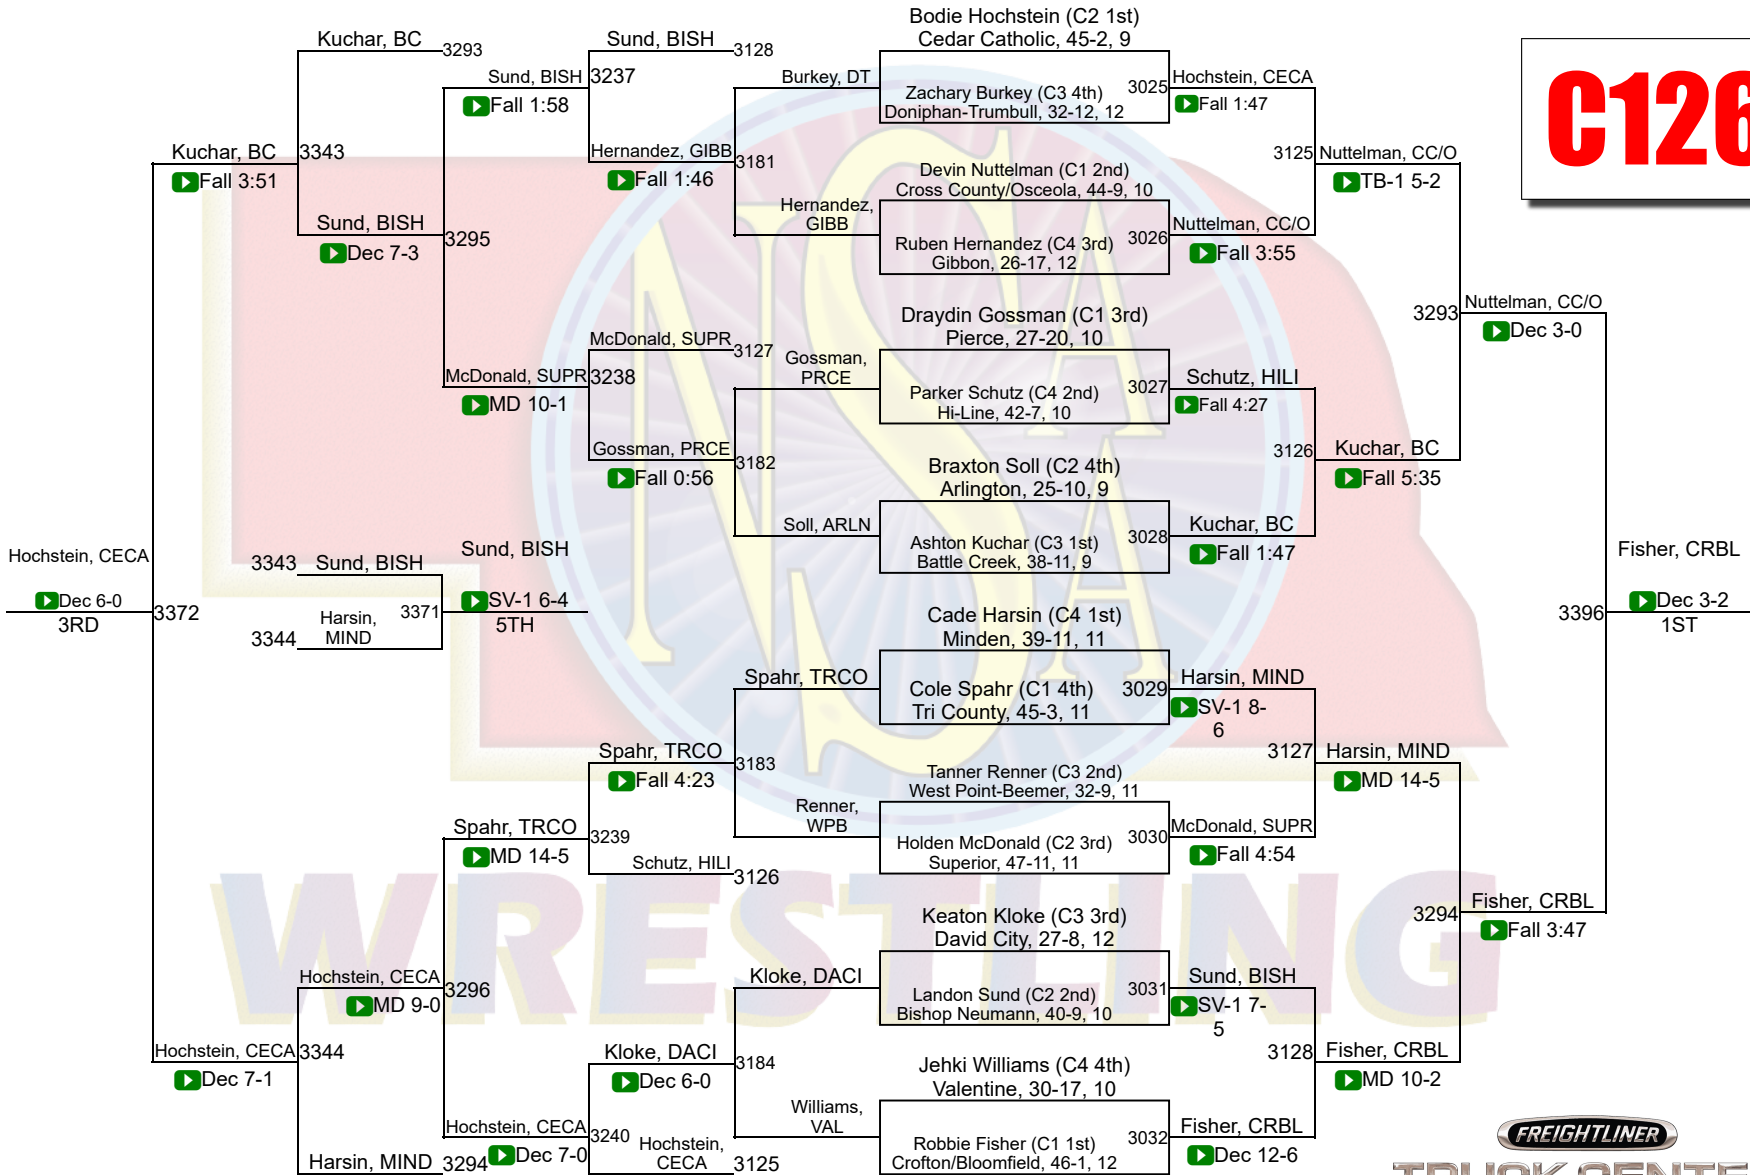 C126
Bodie Hochstein (C2 1st)
Cedar Catholic, 45-2, 9
Zachary Burkey (C3 4th)
Doniphan-Trumbull, 32-12, 12
3025
Devin Nuttelman (C1 2nd)
Cross County/Osceola, 44-9, 10
Ruben Hernandez (C4 3rd)
Gibbon, 26-17, 12
3026
Draydin Gossman (C1 3rd)
Pierce, 27-20, 10
Parker Schutz (C4 2nd)
Hi-Line, 42-7, 10
3027
Braxton Soll (C2 4th)
Arlington, 25-10, 9
Ashton Kuchar (C3 1st)
Battle Creek, 38-11, 9
3028
Cade Harsin (C4 1st)
Minden, 39-11, 11
Cole Spahr (C1 4th)
Tri County, 45-3, 11
3029
Tanner Renner (C3 2nd)
West Point-Beemer, 32-9, 11
Holden McDonald (C2 3rd)
Superior, 47-11, 11
3030
Keaton Kloke (C3 3rd)
David City, 27-8, 12
Landon Sund (C2 2nd)
Bishop Neumann, 40-9, 10
3031
Jehki Williams (C4 4th)
Valentine, 30-17, 10
Robbie Fisher (C1 1st)
Crofton/Bloomfield, 46-1, 12
3032
Hochstein, CECA
Fall 1:47
Nuttelman, CC/O
Fall 3:55
Schutz, HILI
Fall 4:27
Kuchar, BC
Fall 1:47
Harsin, MIND
SV-1 8-
6
McDonald, SUPR
Fall 4:54
Sund, BISH
SV-1 7-
5
Fisher, CRBL
Dec 12-6
3125
Nuttelman, CC/O
TB-1 5-2
3126
Kuchar, BC
Fall 5:35
3127
Harsin, MIND
MD 14-5
3128
Fisher, CRBL
MD 10-2
3293
Nuttelman, CC/O
Dec 3-0
3294
Fisher, CRBL
Fall 3:47
3396
Fisher, CRBL
Dec 3-2
1ST
Burkey, DT
Hernandez,
GIBB
3181
Gossman,
PRCE
Soll, ARLN
3182
Spahr, TRCO
Renner,
WPB
3183
Kloke, DACI
Williams,
VAL
3184
Sund, BISH
3128
Hernandez, GIBB
Fall 1:46
3237
McDonald, SUPR
3127
Gossman, PRCE
Fall 0:56
3238
Spahr, TRCO
Fall 4:23
Schutz, HILI
3126
3239
Kloke, DACI
Dec 6-0
Hochstein,
CECA
3125
3240
Sund, BISH
Fall 1:58
McDonald, SUPR
MD 10-1
3295
Spahr, TRCO
MD 14-5
Hochstein, CECA
Dec 7-0
3296
Kuchar, BC
3293
Sund, BISH
Dec 7-3
3343
Hochstein, CECA
MD 9-0
Harsin, MIND
3294
3344
Kuchar, BC
Fall 3:51
Hochstein, CECA
Dec 7-1
3372
Hochstein, CECA
Dec 6-0
3RD
3343
Sund, BISH
3344
Harsin,
MIND
3371
Sund, BISH
SV-1 6-4
5TH
NSAA
WRESTLING
FREIGHTLINER
TRUCK CENTE